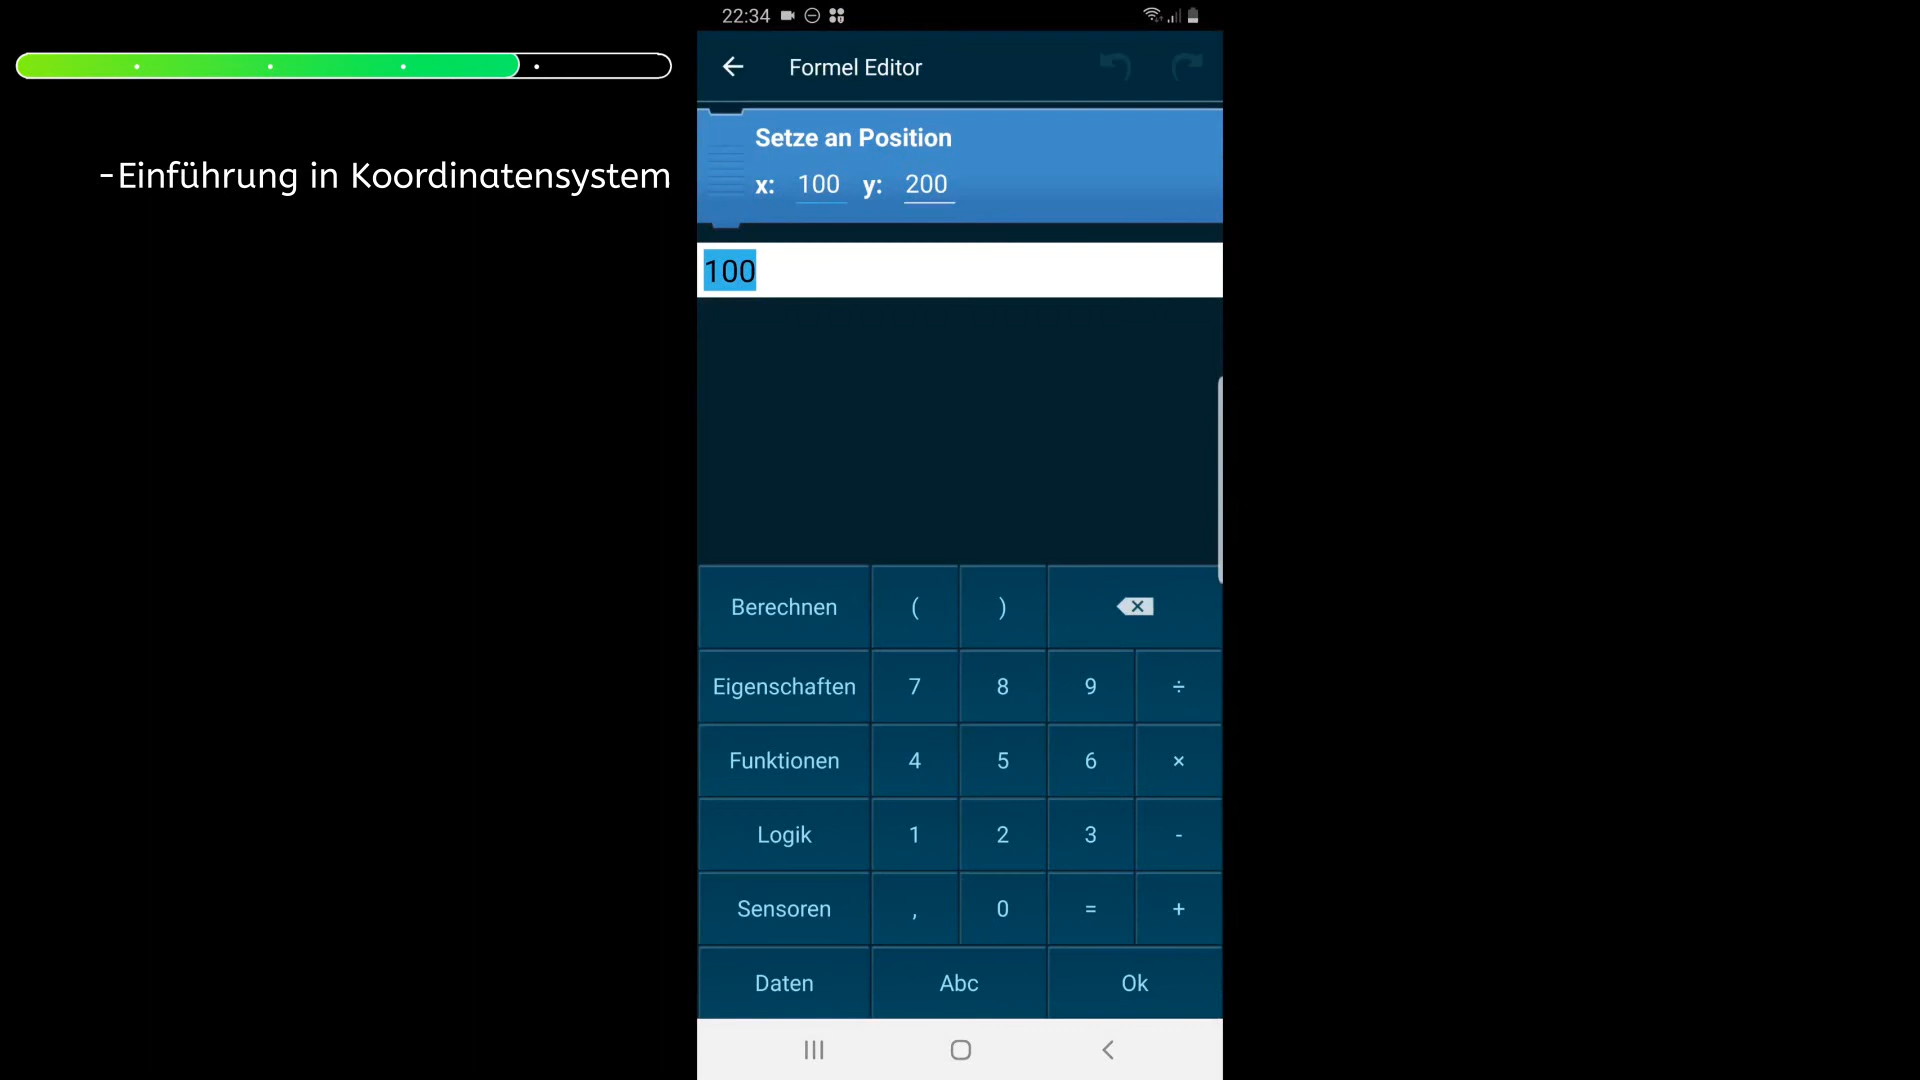 22:34
-Einführung in Koordinatensystem
Formel Editor
Setze an Position
x: 100 y: 200
100
Berechnen ( )
Eigenschaften 7 8 9 ÷
Funktionen 4 5 6 ×
Logik 1 2 3 -
Sensoren , 0 = +
Daten Abc Ok